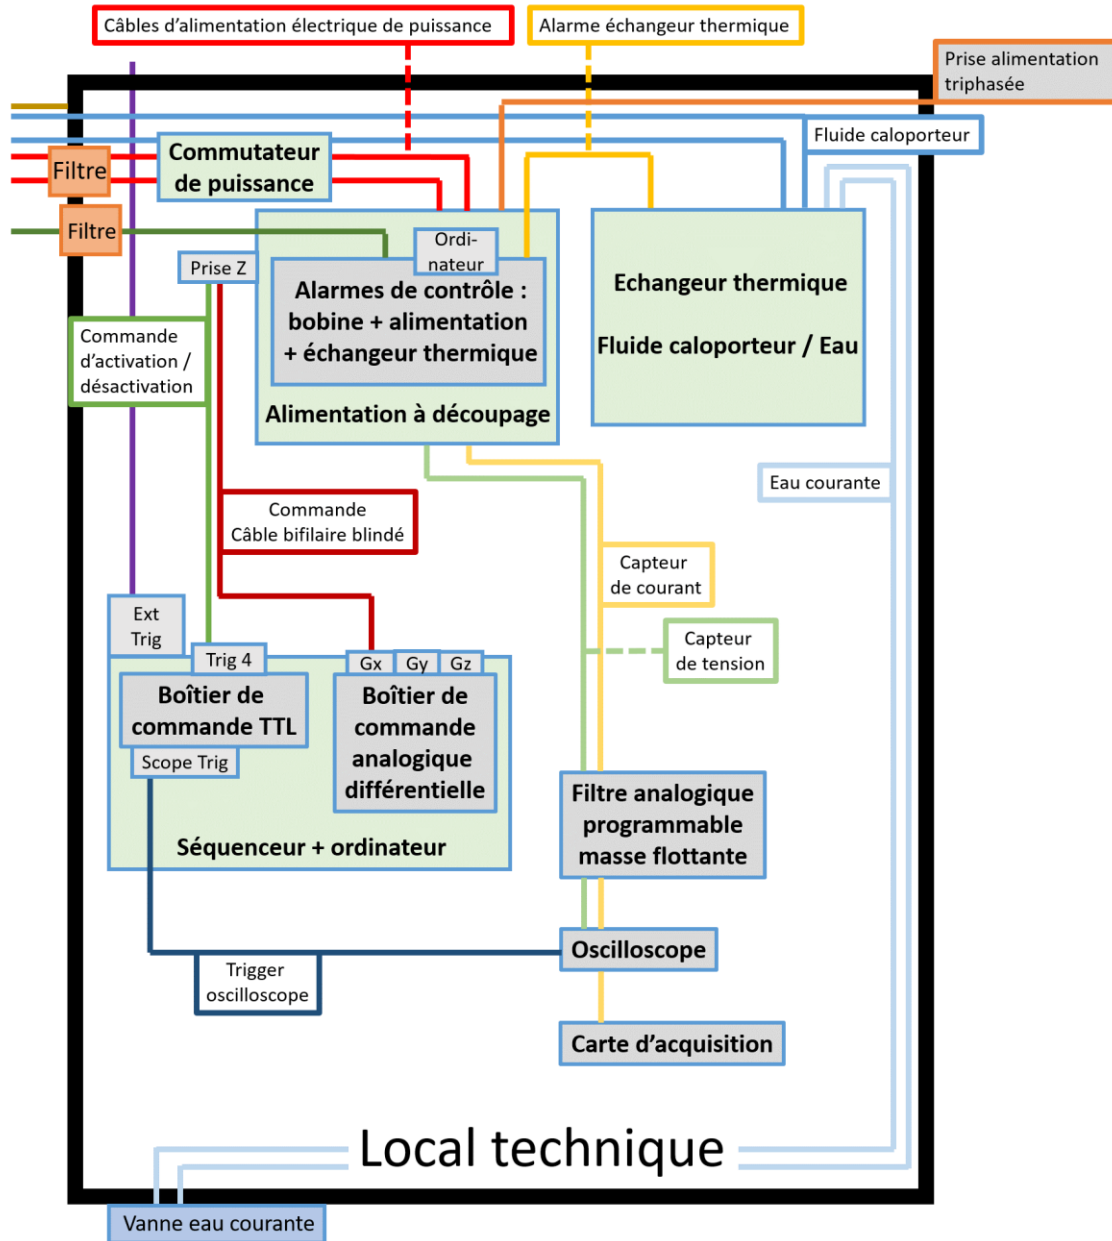 Câbles d'alimentation électrique de puissance
Alarme échangeur thermique
Prise alimentation
triphasée
Fluide caloporteur
Commutateur
de puissance
Filtre
Filtre
Prise Z
Ordi-
nateur
Alarmes de contrôle :
bobine + alimentation
+ échangeur thermique
Alimentation à découpage
Echangeur thermique
Fluide caloporteur / Eau
Commande
d'activation /
désactivation
Eau courante
Commande
Câble bifilaire blindé
Capteur
de courant
Capteur
de tension
Ext
Trig
Trig 4
Gx
Gy
Gz
Boîtier de
commande TTL
Scope Trig
Boîtier de
commande
analogique
différentielle
Séquenceur + ordinateur
Filtre analogique
programmable
masse flottante
Oscilloscope
Trigger
oscilloscope
Carte d'acquisition
Local technique
Vanne eau courante